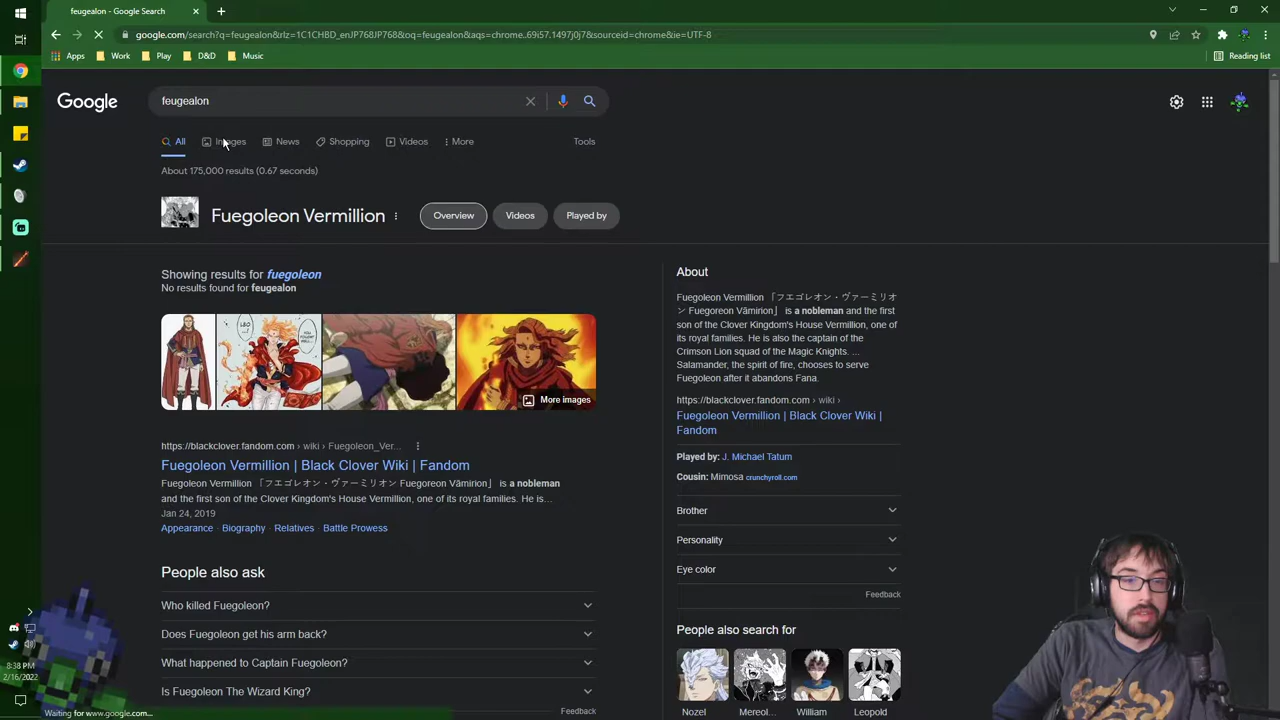 feugealon - Google Search
google.com/search?q=feugealon&rlz=1C1CHBD_enJP768JP768&oq=feugealon&aqs=chrome..69i57.1497j0j7&sourceid=chrome&ie=UTF-8
Apps Work Play D&D Music Reading list
Google
feugealon
All Images News Shopping Videos More Tools
About 175,000 results (0.67 seconds)
Fuegoleon Vermillion
Overview Videos Played by
Showing results for fuegoleon
No results found for feugealon
More images
https://blackclover.fandom.com › wiki › Fuegoleon_Ver...
Fuegoleon Vermillion | Black Clover Wiki | Fandom
Fuegoleon Vermillion 「フエゴレオン・ヴァーミリオン Fuegoreon Vāmirion」 is a nobleman
and the first son of the Clover Kingdom's House Vermillion, one of its royal families. He is...
Jan 24, 2019
Appearance · Biography · Relatives · Battle Prowess
People also ask
Who killed Fuegoleon?
Does Fuegoleon get his arm back?
What happened to Captain Fuegoleon?
Is Fuegoleon The Wizard King?
Feedback
About
Fuegoleon Vermillion 「フエゴレオン・ヴァーミリオ
ン Fuegoreon Vāmirion」 is a nobleman and the first
son of the Clover Kingdom's House Vermillion, one of
its royal families. He is also the captain of the
Crimson Lion squad of the Magic Knights. ...
Salamander, the spirit of fire, chooses to serve
Fuegoleon after it abandons Fana.
https://blackclover.fandom.com › wiki ›
Fuegoleon Vermillion | Black Clover Wiki |
Fandom
Played by: J. Michael Tatum
Cousin: Mimosa crunchyroll.com
Brother
Personality
Eye color
Feedback
People also search for
Nozel Mereol... William Leopold
8:38 PM
2/16/2022
Waiting for www.google.com...